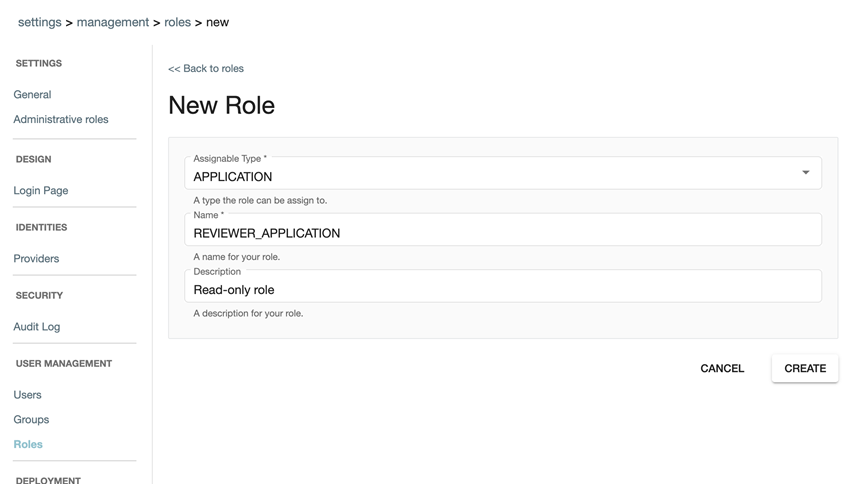 settings > management > roles > new
SETTINGS
General
Administrative roles
DESIGN
Login Page
IDENTITIES
Providers
SECURITY
Audit Log
USER MANAGEMENT
Users
Groups
Roles
DEPLOYMENT
<< Back to roles
New Role
Assignable Type *
APPLICATION
A type the role can be assign to.
Name *
REVIEWER_APPLICATION
A name for your role.
Description
Read-only role
A description for your role.
CANCEL
CREATE